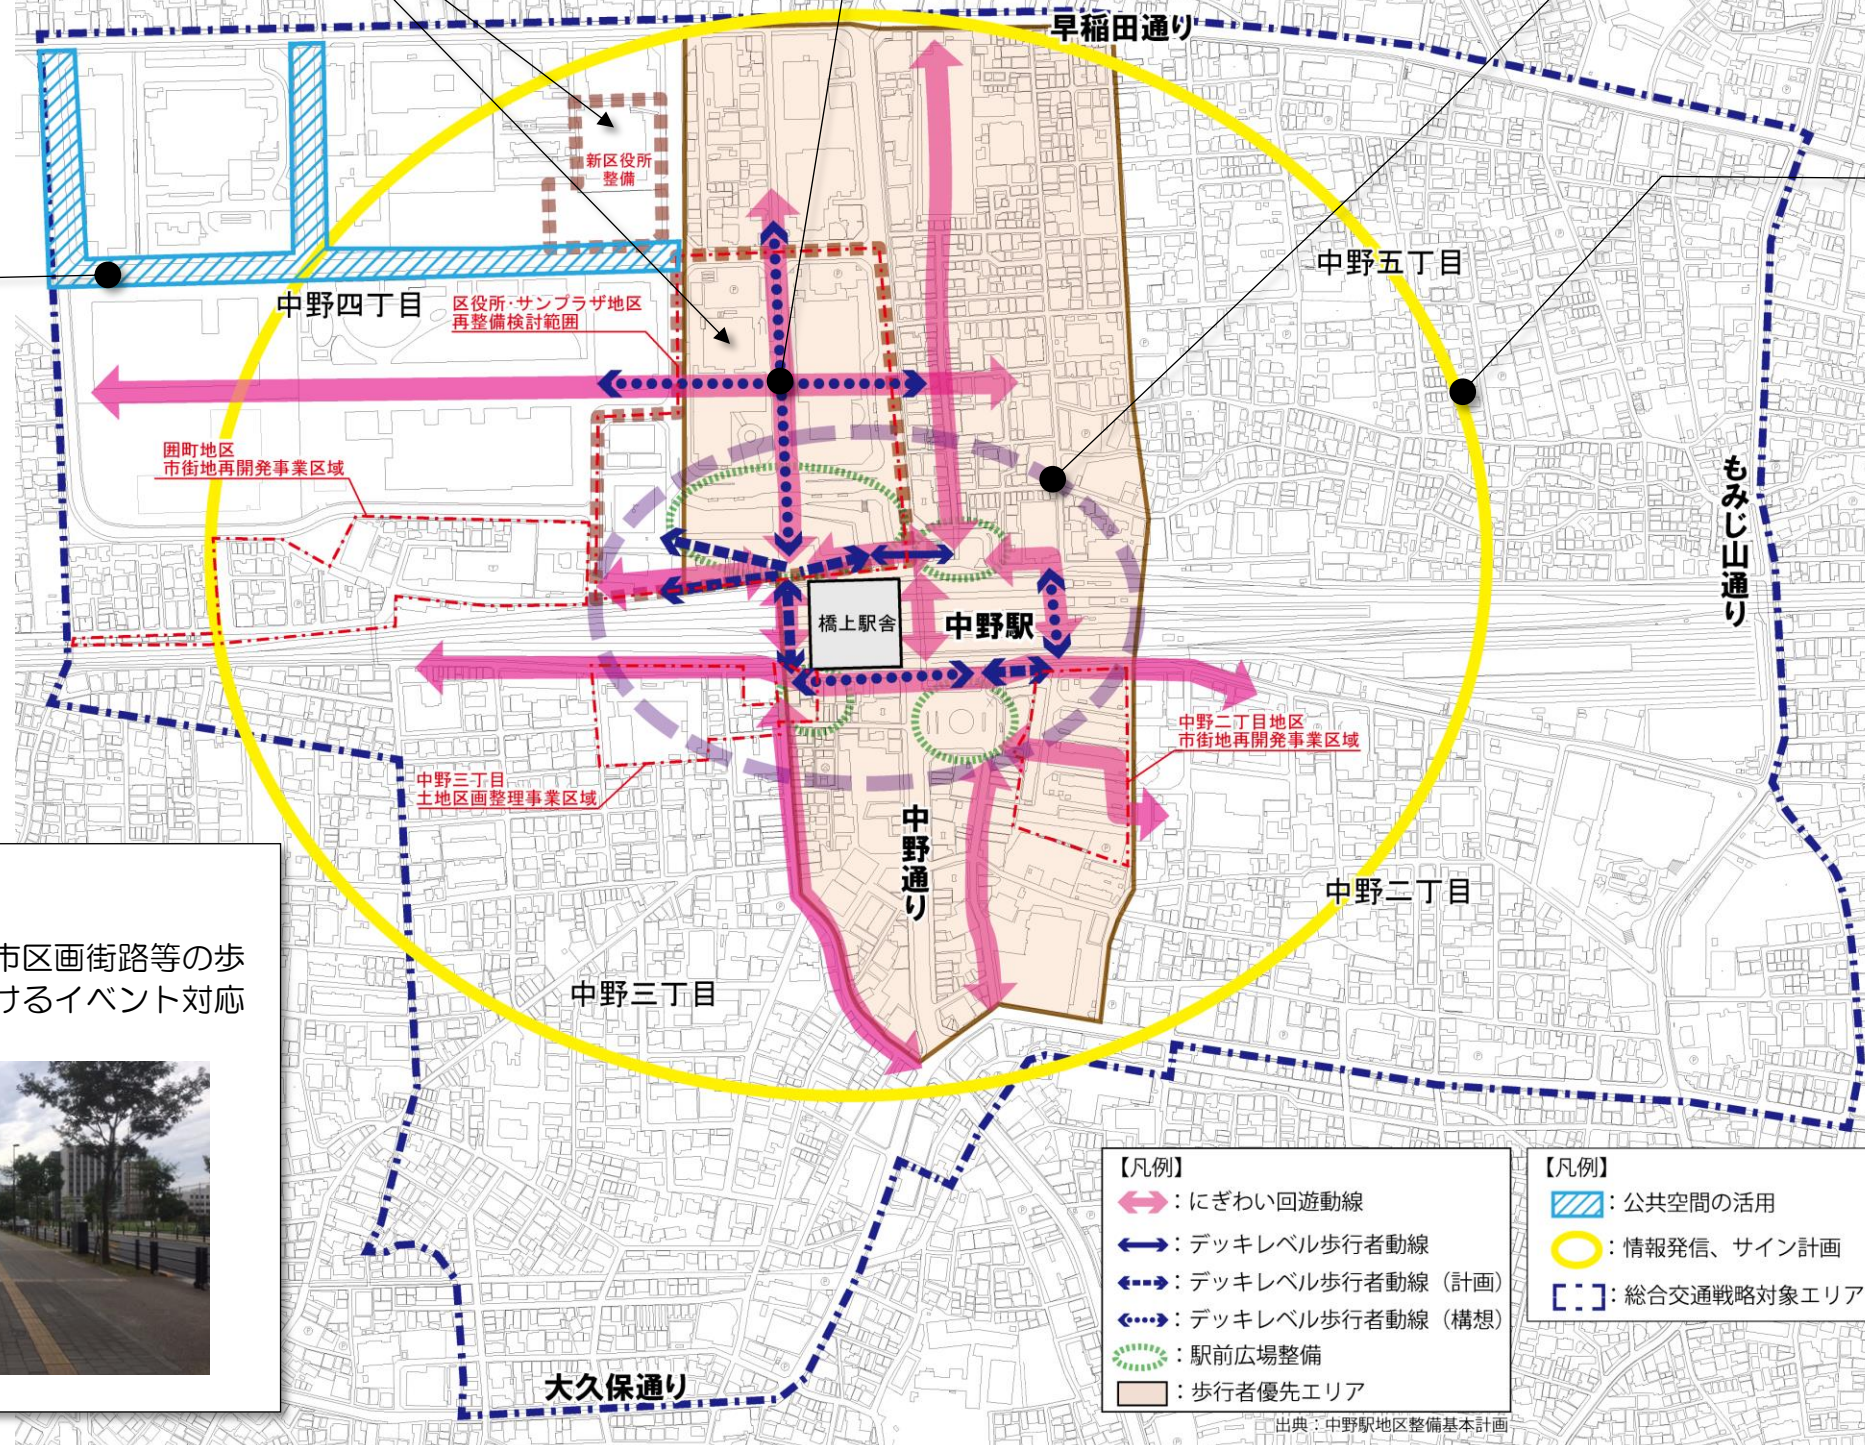 早稲田通り
新区役所
整備
中野五丁目
中野四丁目
区役所・サンプラザ地区
再整備検討範囲
囲町地区
市街地再開発事業区域
もみじ山通り
橋上駅舎
中野駅
中野二丁目地区
市街地再開発事業区域
中野三丁目
土地区画整理事業区域
中野通り
中野二丁目
中野三丁目
市区画街路等の歩
けるイベント対応
大久保通り
【凡例】
：にぎわい回遊動線
：デッキレベル歩行者動線
：デッキレベル歩行者動線（計画）
：デッキレベル歩行者動線（構想）
：駅前広場整備
：歩行者優先エリア
【凡例】
：公共空間の活用
：情報発信、サイン計画
：総合交通戦略対象エリア
出典：中野駅地区整備基本計画